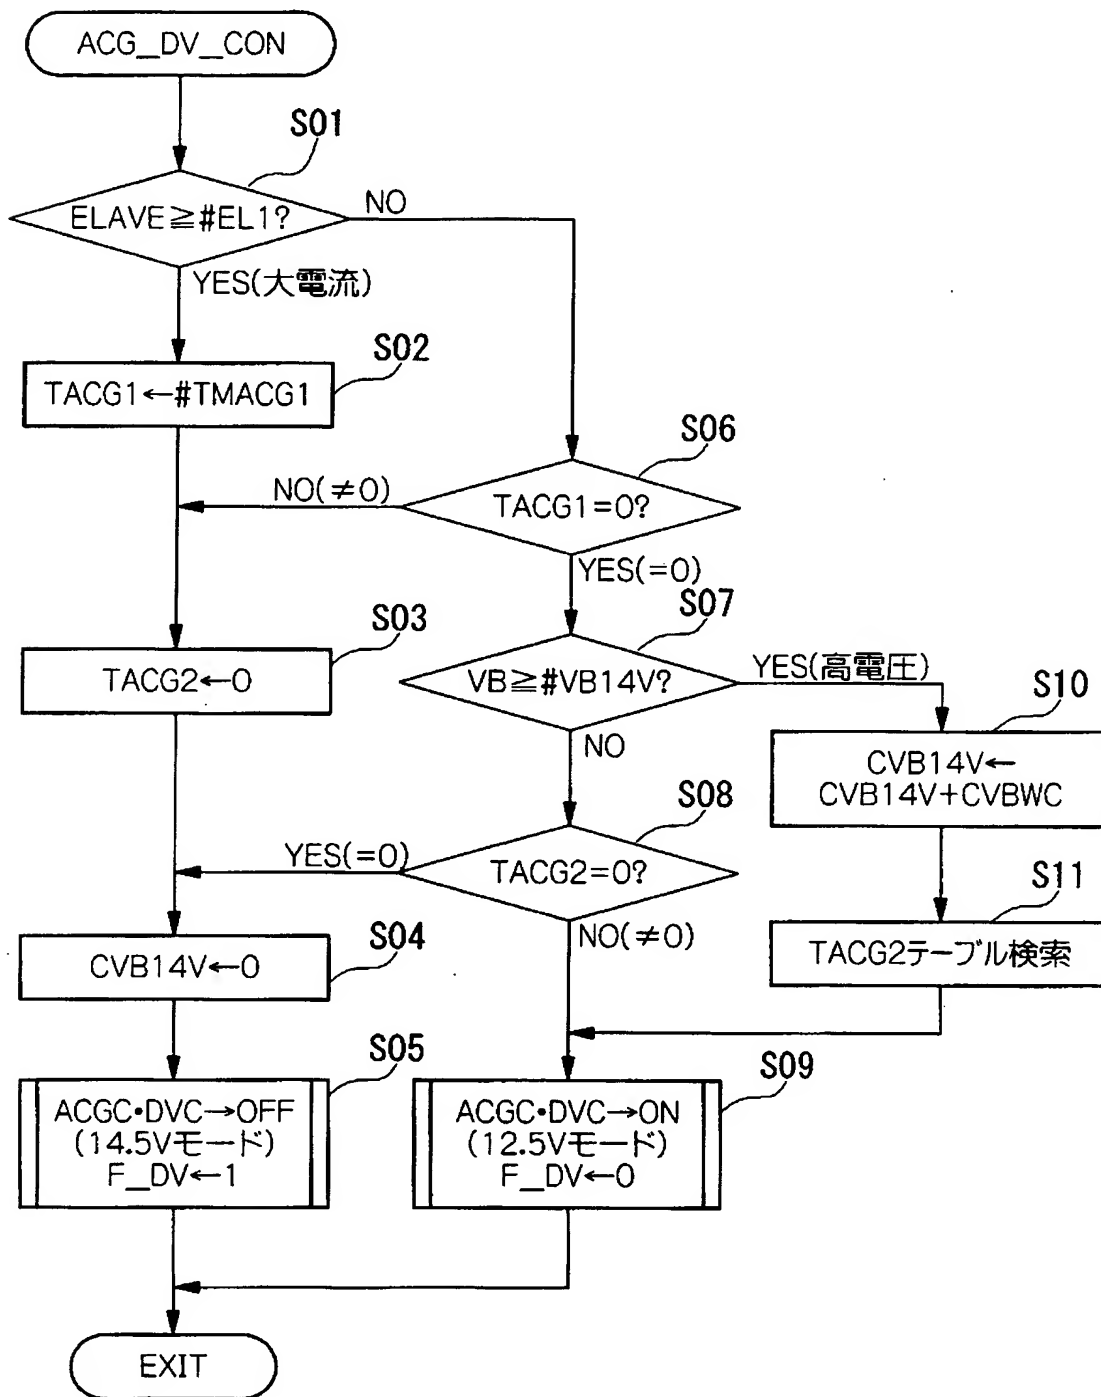 ACG_DV_CON
S01
ELAVE≧#EL1?
NO
YES(大電流)
S02
TACG1←#TMACG1
S06
NO(≠0)
TACG1=0?
YES(=0)
S03
TACG2←0
S07
VB≧#VB14V?
YES(高電圧)
NO
S10
CVB14V←
CVB14V+CVBWC
S08
YES(=0)
TACG2=0?
NO(≠0)
S11
TACG2テーブル検索
S04
CVB14V←0
S05
ACGC•DVC→OFF
(14.5Vモード)
F_DV←1
S09
ACGC•DVC→ON
(12.5Vモード)
F_DV←0
EXIT